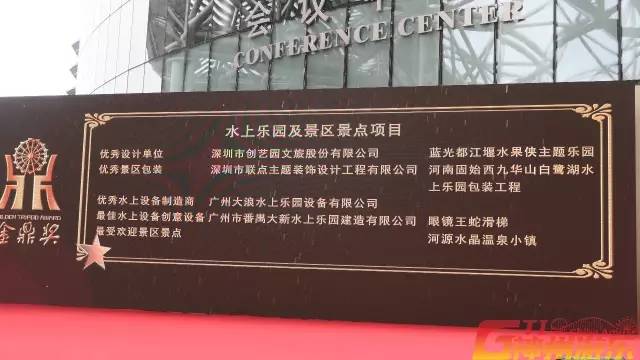 会议中心
CONFERENCE CENTER
水上乐园及景区景点项目
优秀设计单位 深圳市创艺园文旅股份有限公司 蓝光都江堰水果侠主题乐园
优秀景区包装 深圳市联点主题装饰设计工程有限公司 河南固始西九华山白鹭湖水
上乐园包装工程
优秀水上设备制造商 广州大浪水上乐园设备有限公司
最佳水上设备创意设备 广州市番禺大新水上乐园建造有限公司 眼镜王蛇滑梯
最受欢迎景区景点 河源水晶温泉小镇
GOLDEN TRIPOD AWARD
金鼎奖